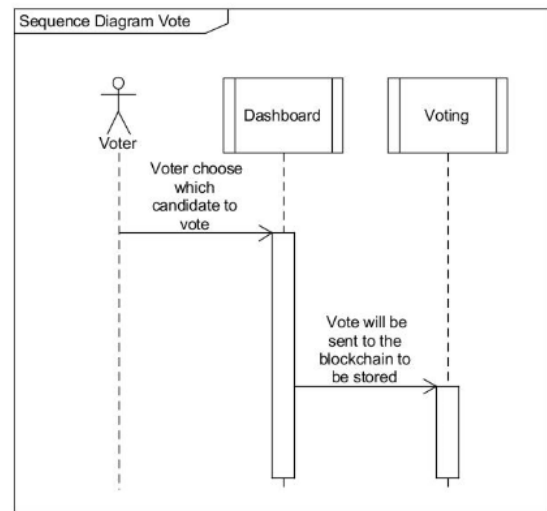 Sequence Diagram Vote
Voter
Dashboard
Voting
Voter choose
which
candidate to
vote
Vote will be
sent to the
blockchain to
be stored